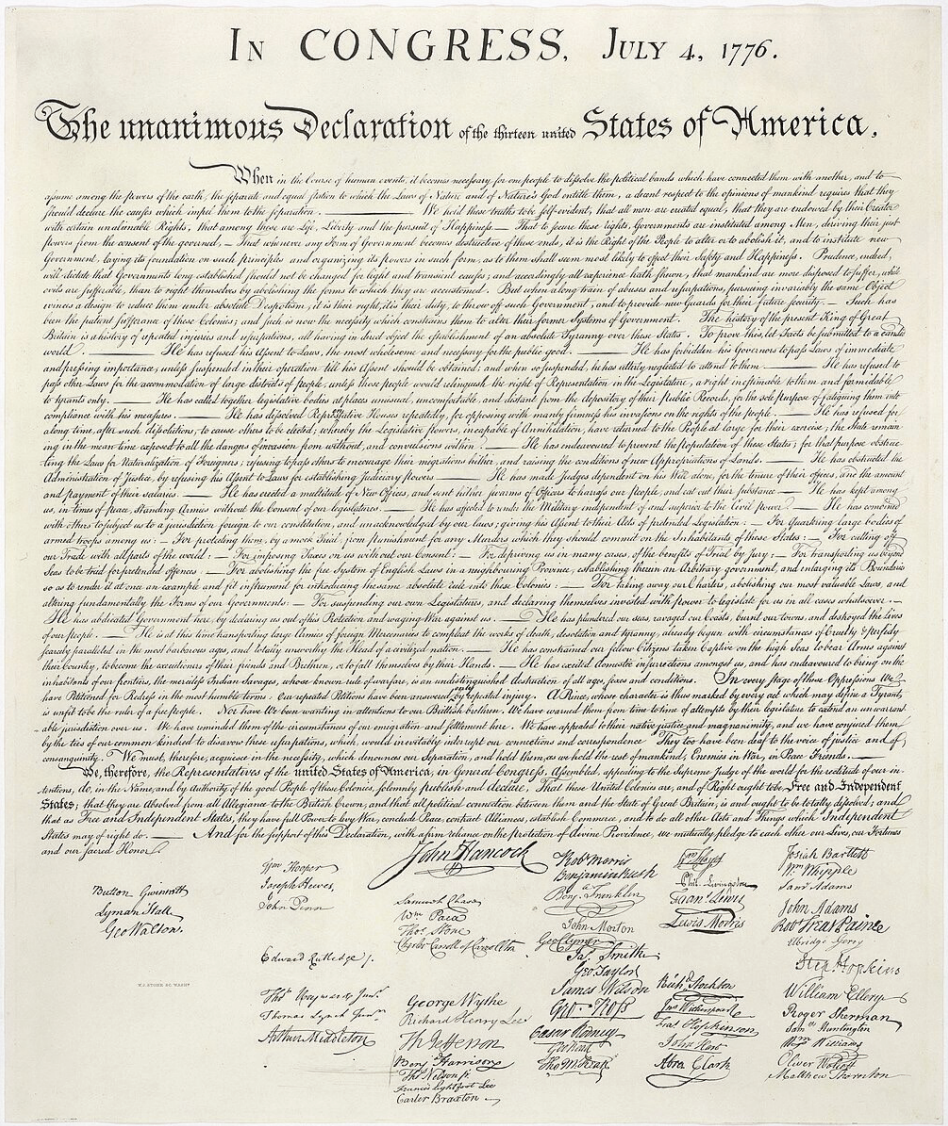 In CONGRESS, July 4, 1776.
The unanimous Declaration of the thirteen united States of America,
When in the Course of human events, it becomes necessary for one people to dissolve the political bands which have connected them with another, and to
assume among the powers of the earth, the separate and equal station to which the Laws of Nature and of Nature's God entitle them, a decent respect to the opinions of mankind requires that they
should declare the causes which impel them to the separation. — We hold these truths to be self-evident, that all men are created equal, that they are endowed by their Creator
with certain unalienable Rights, that among these are Life, Liberty and the pursuit of Happiness. — That to secure these rights, Governments are instituted among Men, deriving their just
powers from the consent of the governed, — That whenever any Form of Government becomes destructive of these ends, it is the Right of the People to alter or to abolish it, and to institute new
Government, laying its foundation on such principles and organizing its powers in such form, as to them shall seem most likely to effect their Safety and Happiness. Prudence, indeed,
will dictate that Governments long established should not be changed for light and transient causes; and accordingly all experience hath shewn, that mankind are more disposed to suffer, while
evils are sufferable, than to right themselves by abolishing the forms to which they are accustomed. But when a long train of abuses and usurpations, pursuing invariably the same Object
evinces a design to reduce them under absolute Despotism, it is their right, it is their duty, to throw off such Government, and to provide new Guards for their future security. — Such has
been the patient sufferance of these Colonies; and such is now the necessity which constrains them to alter their former Systems of Government. The history of the present King of Great
Britain is a history of repeated injuries and usurpations, all having in direct object the establishment of an absolute Tyranny over these States. To prove this, let Facts be submitted to a candid
world. — He has refused his Assent to Laws, the most wholesome and necessary for the public good. — He has forbidden his Governors to pass Laws of immediate
and pressing importance, unless suspended in their operation till his Assent should be obtained; and when so suspended, he has utterly neglected to attend to them. — He has refused to
pass other Laws for the accommodation of large districts of people, unless those people would relinquish the right of Representation in the Legislature, a right inestimable to them and formidable
to tyrants only. — He has called together legislative bodies at places unusual, uncomfortable, and distant from the depository of their public Records, for the sole purpose of fatiguing them into
compliance with his measures. — He has dissolved Representative Houses repeatedly, for opposing with manly firmness his invasions on the rights of the people. — He has refused for
a long time, after such dissolutions, to cause others to be elected; whereby the Legislative powers, incapable of Annihilation, have returned to the People at large for their exercise; the State remain
ing in the mean time exposed to all the dangers of invasion from without, and convulsions within. — He has endeavoured to prevent the population of these States; for that purpose obstruc
ting the Laws for Naturalization of Foreigners; refusing to pass others to encourage their migrations hither, and raising the conditions of new Appropriations of Lands. — He has obstructed the
Administration of Justice, by refusing his Assent to Laws for establishing Judiciary powers. — He has made Judges dependent on his Will alone, for the tenure of their offices, and the amount
and payment of their salaries. — He has erected a multitude of New Offices, and sent hither swarms of Officers to harrass our people, and eat out their substance. — He has kept among
us, in times of peace, Standing Armies without the Consent of our legislatures. — He has affected to render the Military independent of and superior to the Civil power. — He has combined
with others to subject us to a jurisdiction foreign to our constitution, and unacknowledged by our laws; giving his Assent to their Acts of pretended Legislation: — For Quartering large bodies of
armed troops among us: — For protecting them, by a mock Trial, from punishment for any Murders which they should commit on the Inhabitants of these States: — For cutting off
our Trade with all parts of the world: — For imposing Taxes on us without our Consent: — For depriving us in many cases, of the benefits of Trial by Jury: — For transporting us beyond
Seas to be tried for pretended offences: — For abolishing the free System of English Laws in a neighbouring Province, establishing therein an Arbitrary government, and enlarging its Boundaries
so as to render it at once an example and fit instrument for introducing the same absolute rule into these Colonies: — For taking away our Charters, abolishing our most valuable Laws, and
altering fundamentally the Forms of our Governments: — For suspending our own Legislatures, and declaring themselves invested with power to legislate for us in all cases whatsoever. —
He has abdicated Government here, by declaring us out of his Protection and waging War against us. — He has plundered our seas, ravaged our Coasts, burnt our towns, and destroyed the lives
of our people. — He is at this time transporting large Armies of foreign Mercenaries to compleat the works of death, desolation and tyranny, already begun with circumstances of Cruelty & perfidy
scarcely paralleled in the most barbarous ages, and totally unworthy the Head of a civilized nation. — He has constrained our fellow Citizens taken Captive on the high Seas to bear Arms against
their Country, to become the executioners of their friends and Brethren, or to fall themselves by their Hands. — He has excited domestic insurrections amongst us, and has endeavoured to bring on the
inhabitants of our frontiers, the merciless Indian Savages, whose known rule of warfare, is an undistinguished destruction of all ages, sexes and conditions. In every stage of these Oppressions We
have Petitioned for Redress in the most humble terms: Our repeated Petitions have been answered only by repeated injury. A Prince, whose character is thus marked by every act which may define a Tyrant,
is unfit to be the ruler of a free people. Nor have We been wanting in attentions to our Brittish brethren. We have warned them from time to time of attempts by their legislature to extend an unwarrant
able jurisdiction over us. We have reminded them of the circumstances of our emigration and settlement here. We have appealed to their native justice and magnanimity, and we have conjured them
by the ties of our common kindred to disavow these usurpations, which, would inevitably interrupt our connections and correspondence. They too have been deaf to the voice of justice and of
consanguinity. We must, therefore, acquiesce in the necessity, which denounces our Separation, and hold them, as we hold the rest of mankind, Enemies in War, in Peace Friends. —
We, therefore, the Representatives of the united States of America, in General Congress, Assembled, appealing to the Supreme Judge of the world for the rectitude of our in-
tentions, do, in the Name, and by Authority of the good People of these Colonies, solemnly publish and declare, That these United Colonies are, and of Right ought to be Free and Independent
States; that they are Absolved from all Allegiance to the British Crown, and that all political connection between them and the State of Great Britain, is and ought to be totally dissolved; and
that as Free and Independent States, they have full Power to levy War, conclude Peace, contract Alliances, establish Commerce, and to do all other Acts and Things which Independent
States may of right do. — And for the support of this Declaration, with a firm reliance on the protection of divine Providence, we mutually pledge to each other our Lives, our Fortunes
and our sacred Honor.
Button Gwinnett
Lyman Hall
Geo Walton.
W.J. STONE SC. WASHN.
Wm Hooper
Joseph Hewes,
John Penn
Edward Rutledge /.
Thos Heyward Junr.
Thomas Lynch Junr.
Arthur Middleton
John Hancock
Samuel Chase
Wm Paca
Thos Stone
Charles Carroll of Carrollton
George Wythe
Richard Henry Lee
Th Jefferson
Benj Harrison
Thos Nelson jr.
Francis Lightfoot Lee
Carter Braxton
Robt Morris
Benjamin Rush
Benj. Franklin
John Morton
Geo Clymer
Jas. Smith
Geo. Taylor
James Wilson
Geo. Ross
Caesar Rodney
Geo Read
Tho M:Kean
Wm Floyd
Phil. Livingston
Frans. Lewis
Lewis Morris
Richd. Stockton
Jno Witherspoon
Fras. Hopkinson
John Hart
Abra Clark
Josiah Bartlett
Wm. Whipple
Saml Adams
John Adams
Robt Treat Paine
Elbridge Gerry
Step. Hopkins
William Ellery
Roger Sherman
Sam. Huntington
Wm. Williams
Oliver Wolcott
Matthew Thornton